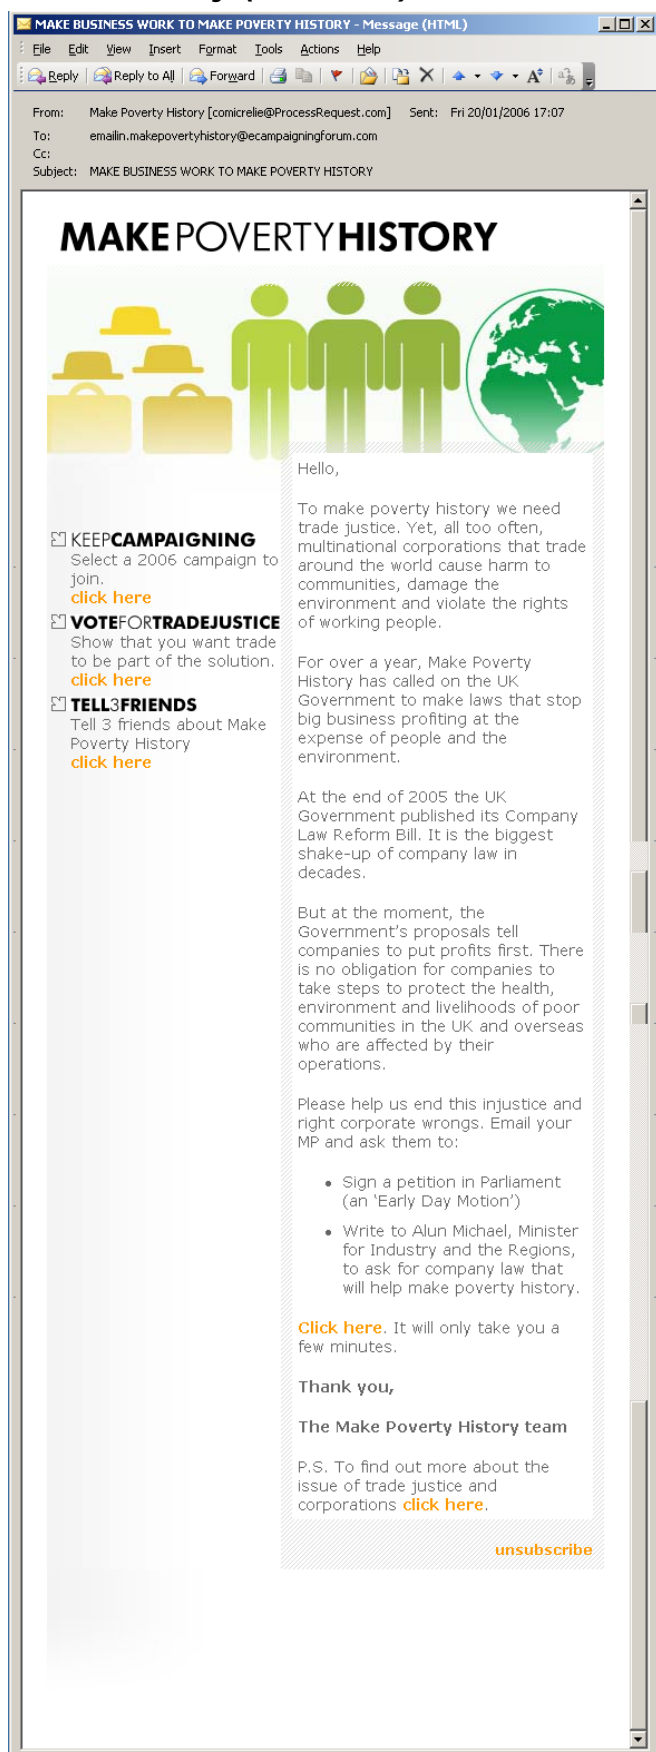 MAKE BUSINESS WORK TO MAKE POVERTY HISTORY - Message (HTML)
File Edit View Insert Format Tools Actions Help
Reply Reply to All Forward
From: Make Poverty History [comicrelie@ProcessRequest.com] Sent: Fri 20/01/2006 17:07
To: emailin.makepovertyhistory@ecampaigningforum.com
Cc:
Subject: MAKE BUSINESS WORK TO MAKE POVERTY HISTORY
MAKEPOVERTYHISTORY
KEEPCAMPAIGNING
Select a 2006 campaign to
join.
click here
VOTEFORTRADEJUSTICE
Show that you want trade
to be part of the solution.
click here
TELL3FRIENDS
Tell 3 friends about Make
Poverty History
click here
Hello,
To make poverty history we need
trade justice. Yet, all too often,
multinational corporations that trade
around the world cause harm to
communities, damage the
environment and violate the rights
of working people.
For over a year, Make Poverty
History has called on the UK
Government to make laws that stop
big business profiting at the
expense of people and the
environment.
At the end of 2005 the UK
Government published its Company
Law Reform Bill. It is the biggest
shake-up of company law in
decades.
But at the moment, the
Government's proposals tell
companies to put profits first. There
is no obligation for companies to
take steps to protect the health,
environment and livelihoods of poor
communities in the UK and overseas
who are affected by their
operations.
Please help us end this injustice and
right corporate wrongs. Email your
MP and ask them to:
• Sign a petition in Parliament
(an 'Early Day Motion')
• Write to Alun Michael, Minister
for Industry and the Regions,
to ask for company law that
will help make poverty history.
Click here. It will only take you a
few minutes.
Thank you,
The Make Poverty History team
P.S. To find out more about the
issue of trade justice and
corporations click here.
unsubscribe